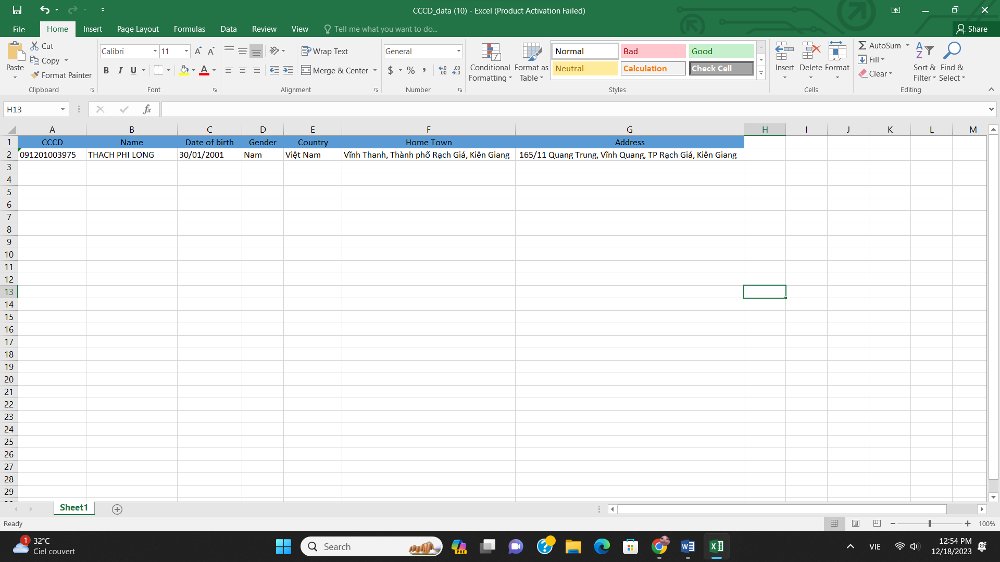 CCCD_data (10) - Excel (Product Activation Failed)
File Home Insert Page Layout Formulas Data Review View Tell me what you want to do... Share
Paste Cut Copy Format Painter Clipboard
Calibri 11 A A B I U A Font
Wrap Text Merge & Center Alignment
General $ % , .00 Number
Conditional Formatting Format as Table
Normal Bad Good
Neutral Calculation Check Cell
Styles
Insert Delete Format Cells
AutoSum Fill Clear Sort & Filter Find & Select Editing
H13 fx
A B C D E F G H I J K L M
1 CCCD Name Date of birth Gender Country Home Town Address
2 091201003975 THACH PHI LONG 30/01/2001 Nam Việt Nam Vĩnh Thanh, Thành phố Rạch Giá, Kiên Giang 165/11 Quang Trung, Vĩnh Quang, TP Rạch Giá, Kiên Giang
3
4
5
6
7
8
9
10
11
12
13
14
15
16
17
18
19
20
21
22
23
24
25
26
27
28
29
Sheet1
Ready 100%
1 32°C
Ciel couvert
Search
PRE
VIE
12:54 PM
12/18/2023